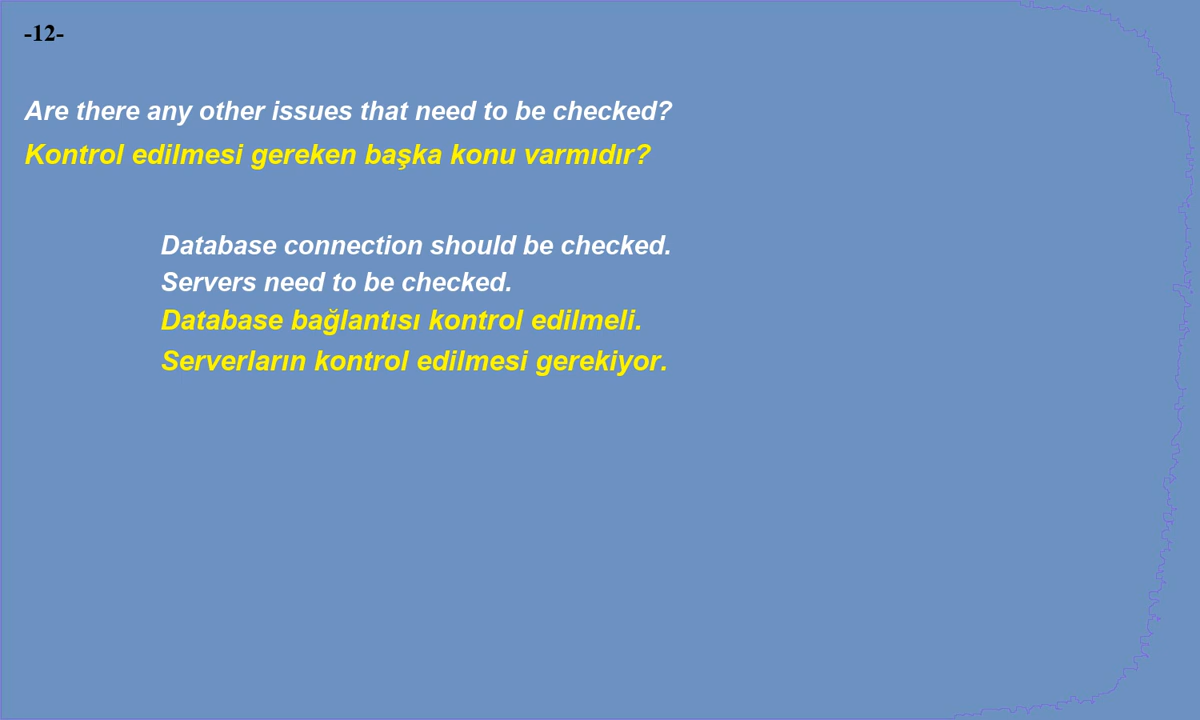 -12-
Are there any other issues that need to be checked?
Kontrol edilmesi gereken başka konu varmıdır?
Database connection should be checked.
Servers need to be checked.
Database bağlantısı kontrol edilmeli.
Serverların kontrol edilmesi gerekiyor.